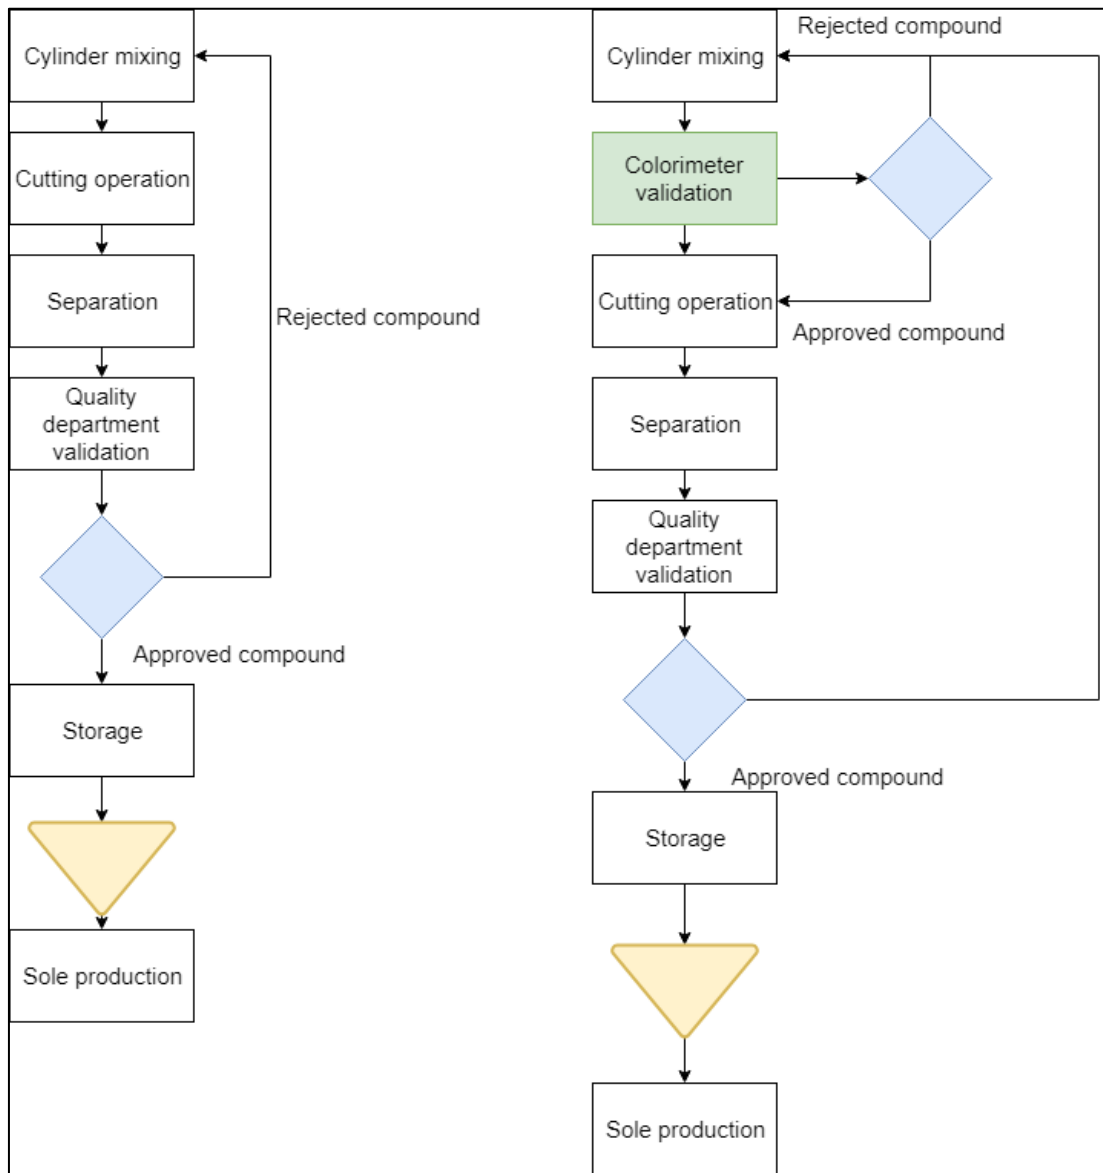 Cylinder mixing
Cutting operation
Separation
Rejected compound
Quality
department
validation
Approved compound
Storage
Sole production
Rejected compound
Cylinder mixing
Colorimeter
validation
Cutting operation
Approved compound
Separation
Quality
department
validation
Approved compound
Storage
Sole production